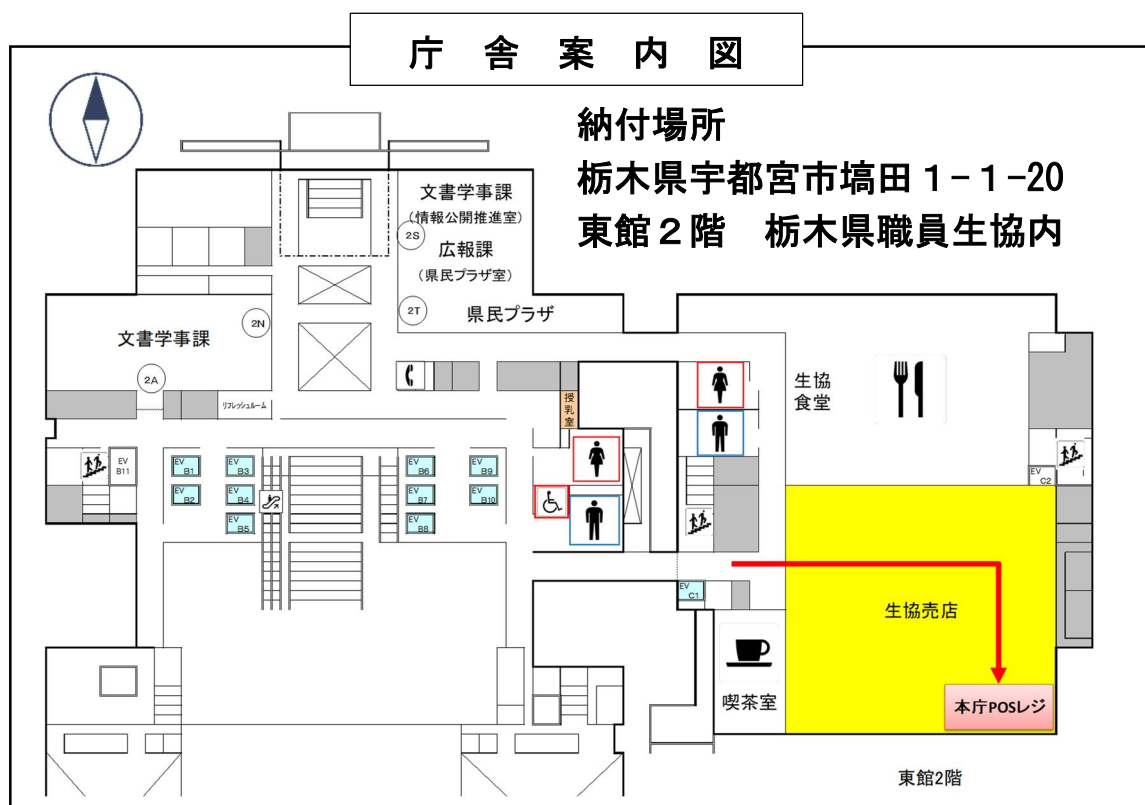 庁 舎 案 内 図
納付場所
栃木県宇都宮市塙田１-１-20
東館２階　栃木県職員生協内
文書学事課
（情報公開推進室）
2S
広報課
（県民プラザ室）
2T
県民プラザ
2N
文書学事課
2A
リフレッシュルーム
授乳室
生協
食堂
EV
B11
EV
B1
EV
B3
EV
B6
EV
B9
EV
B2
EV
B4
EV
B7
EV
B10
EV
B5
EV
B8
EV
C2
EV
C1
生協売店
喫茶室
本庁POSレジ
東館2階